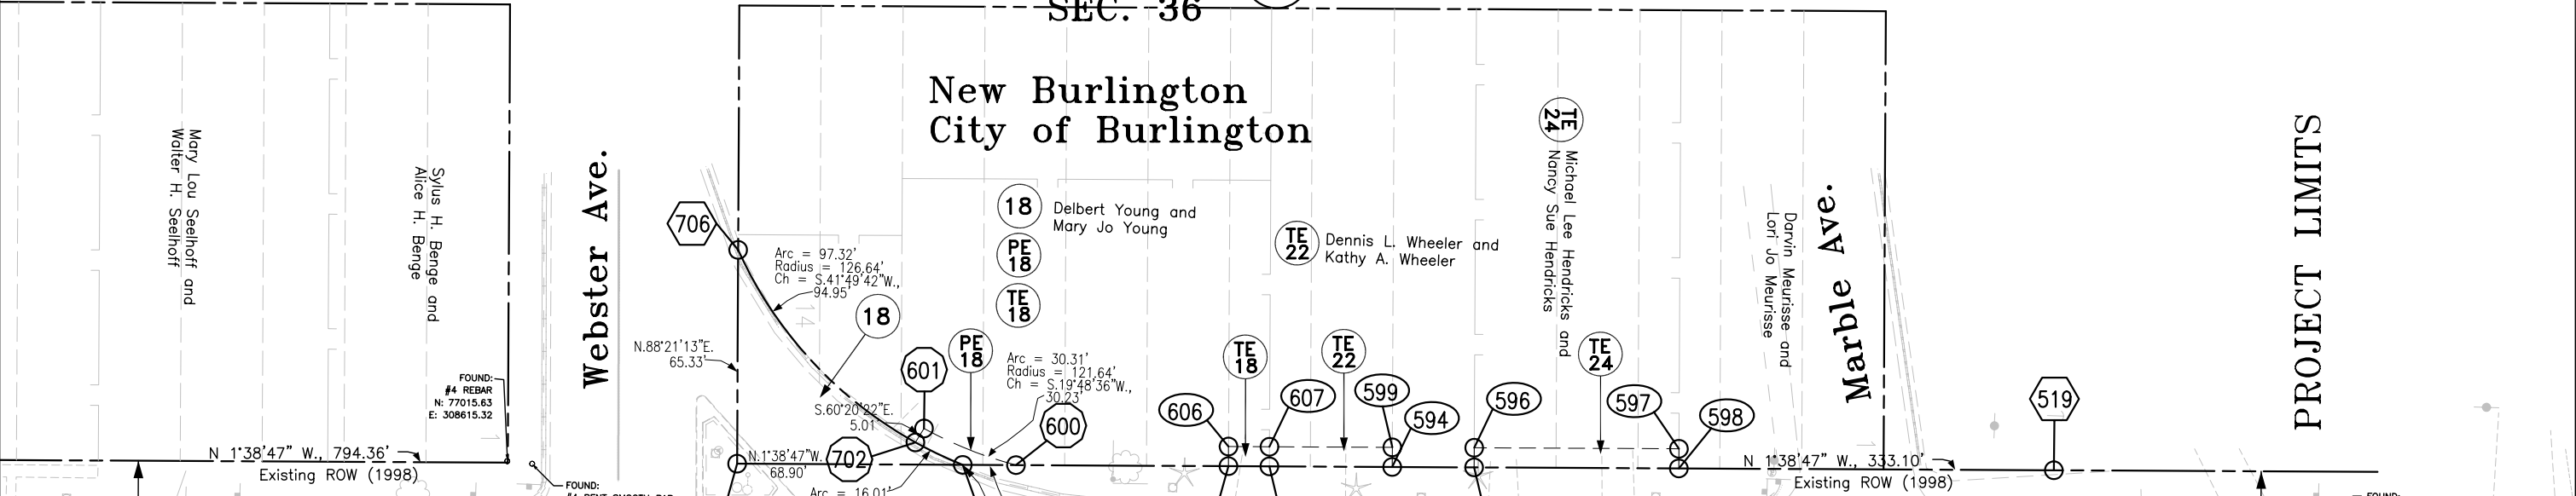 SEC. 36
New Burlington
City of Burlington
Mary Lou Seelhoff and
Walter H. Seelhoff
Sylus H. Benge and
Alice H. Benge
Webster Ave.
FOUND:
#4 REBAR
N: 77015.63
E: 308615.32
N 1°38'47" W., 794.36'
Existing ROW (1998)
FOUND:
706
Arc = 97.32'
Radius = 126.64'
Ch = S.41°49'42"W.,
94.95'
14
18
N.88°21'13"E.
65.33'
18
Delbert Young and
Mary Jo Young
PE
18
TE
18
601
PE
18
Arc = 30.31'
Radius = 121.64'
Ch = S.19°48'36"W.,
30.23'
S.60°20'22"E.
5.01'
600
702
N.1°38'47"W.
68.90'
Arc = 16.01'
TE
22
Dennis L. Wheeler and
Kathy A. Wheeler
TE
24
Michael Lee Hendricks and
Nancy Sue Hendricks
606
TE
18
607
TE
22
599
594
596
TE
24
597
598
Darvin Meurisse and
Lori Jo Meurisse
Marble Ave.
N 1°38'47" W., 333.10'
Existing ROW (1998)
519
PROJECT LIMITS
FOUND: